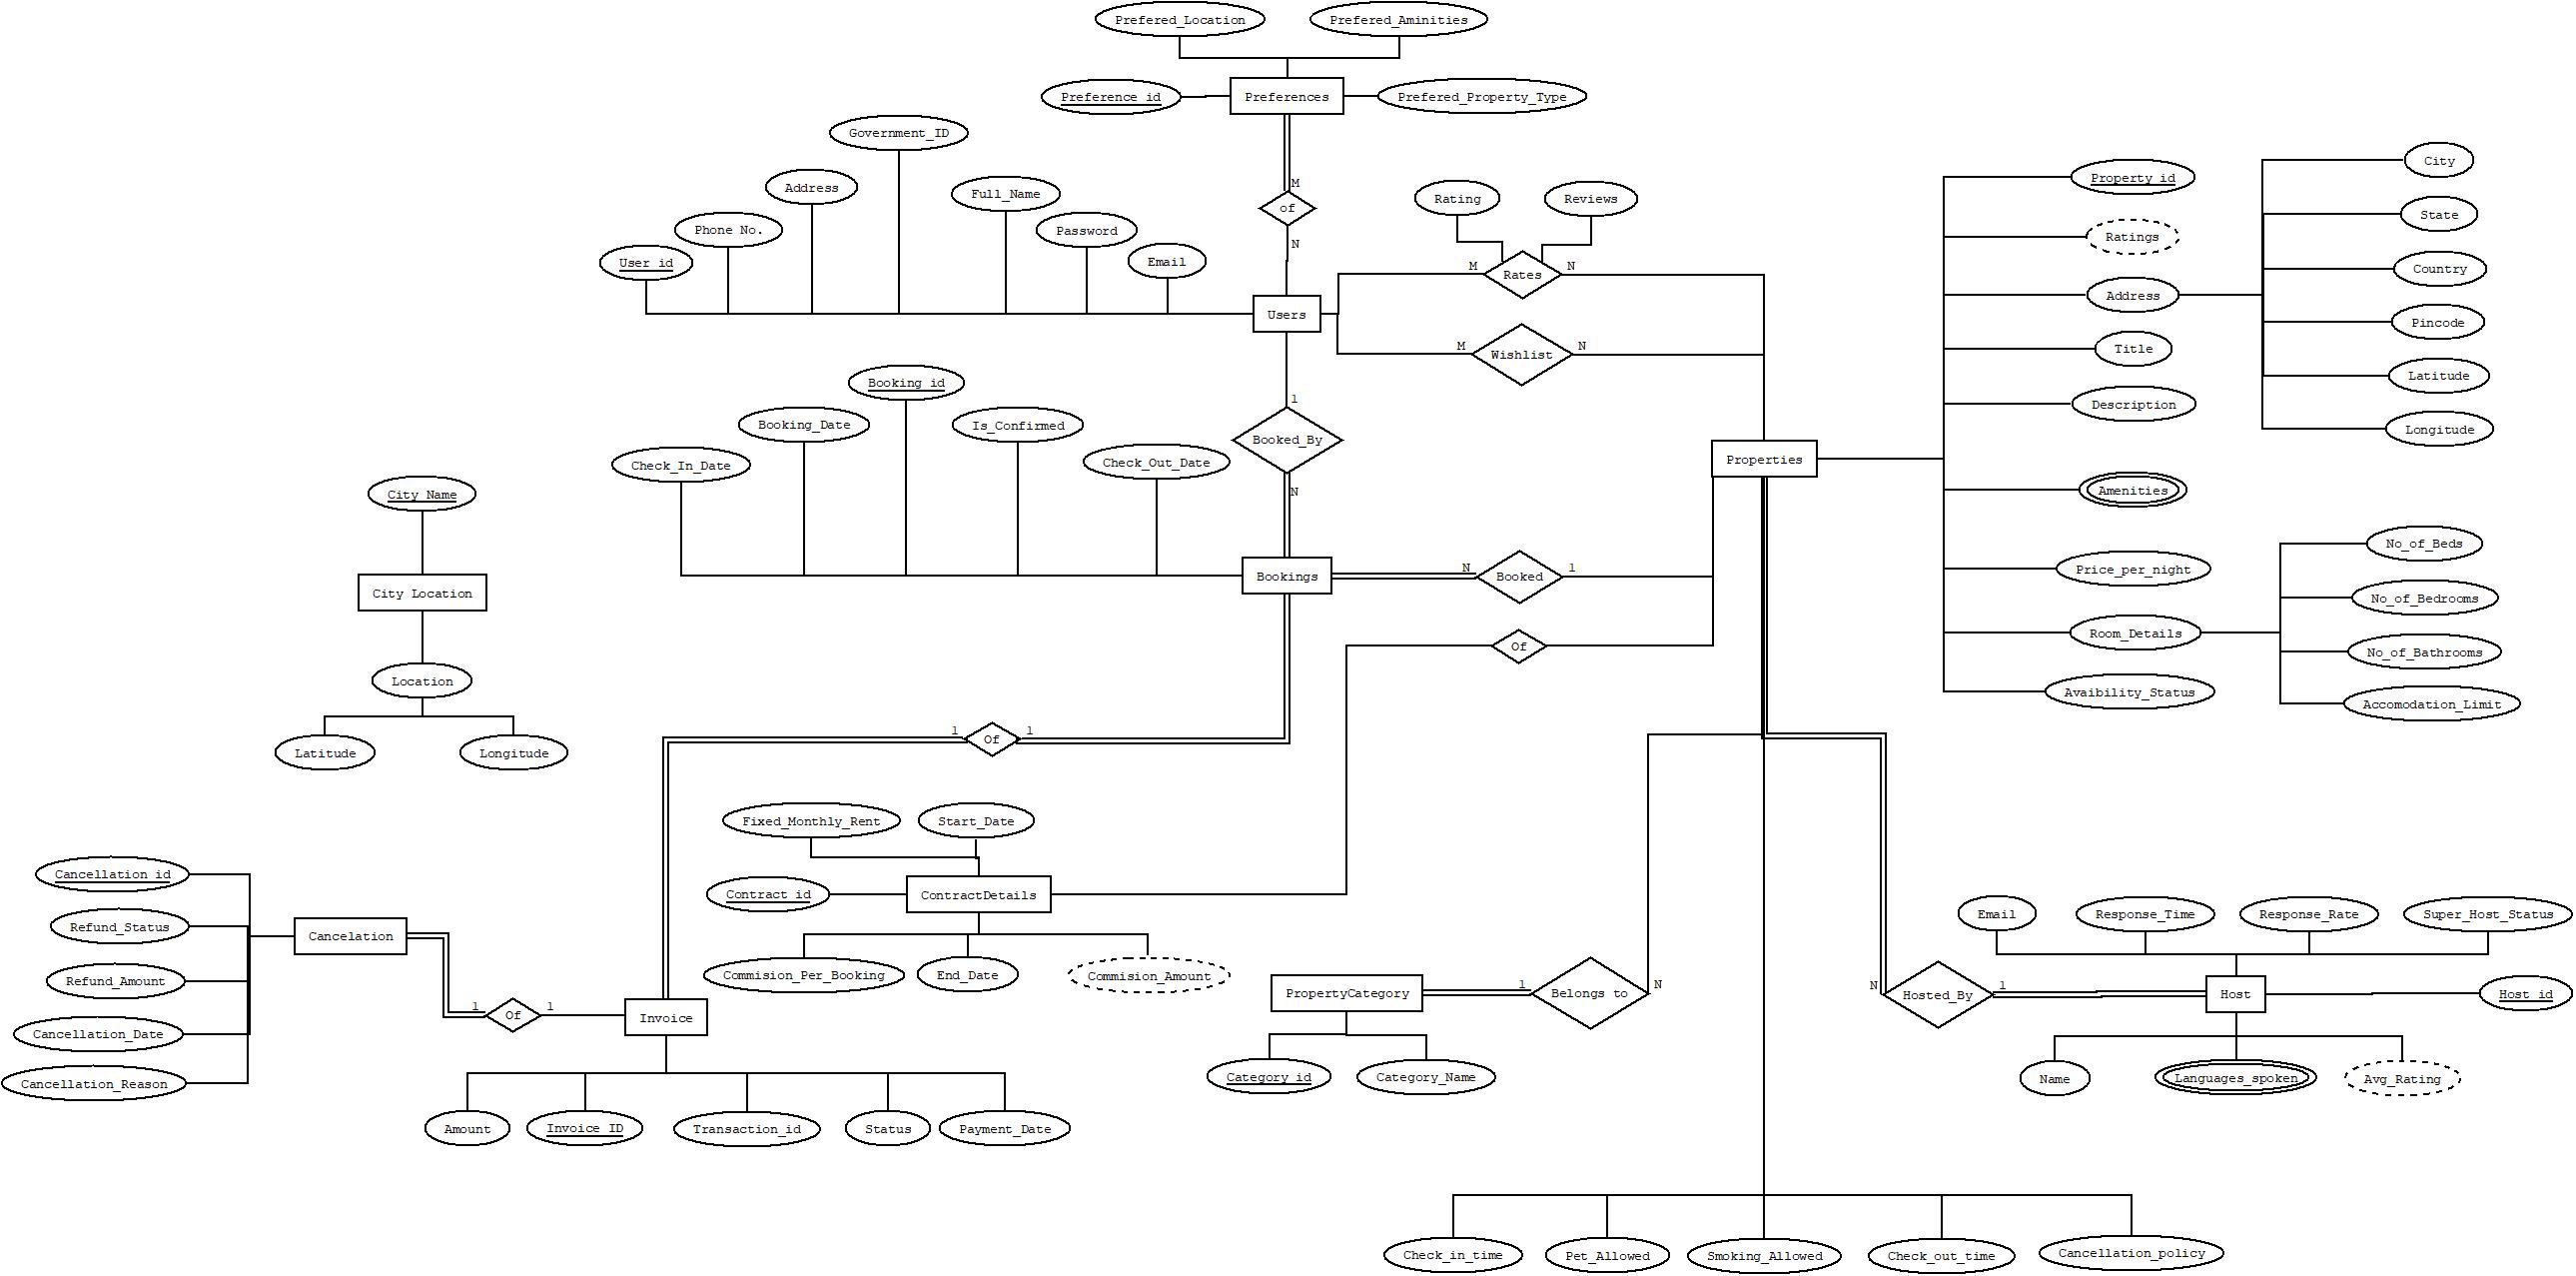 Prefered_Location
Prefered_Aminities
Preference_id
Preferences
Prefered_Property_Type
Government_ID
Address
Full_Name
Phone No.
Password
User_id
Email
M
of
N
Users
Rating
Reviews
M
Rates
N
M
Wishlist
N
Property_id
Ratings
Address
Title
Description
Amenities
Price_per_night
Room_Details
Avaibility_Status
City
State
Country
Pincode
Latitude
Longitude
No_of_Beds
No_of_Bedrooms
No_of_Bathrooms
Accomodation_Limit
Properties
1
Booked_By
N
Booking_id
Booking_Date
Is_Confirmed
Check_In_Date
Check_Out_Date
Bookings
N
Booked
1
Of
City_Name
City Location
Location
Latitude
Longitude
1
Of
1
Fixed_Monthly_Rent
Start_Date
Contract_id
ContractDetails
Commision_Per_Booking
End_Date
Commision_Amount
Cancellation_id
Refund_Status
Refund_Amount
Cancellation_Date
Cancellation_Reason
Cancelation
1
Of
1
Invoice
Amount
Invoice_ID
Transaction_id
Status
Payment_Date
PropertyCategory
1
Belongs to
N
Category_id
Category_Name
N
Hosted_By
1
Host
Email
Response_Time
Response_Rate
Super_Host_Status
Host_id
Name
Languages_spoken
Avg_Rating
Check_in_time
Pet_Allowed
Smoking_Allowed
Check_out_time
Cancellation_policy